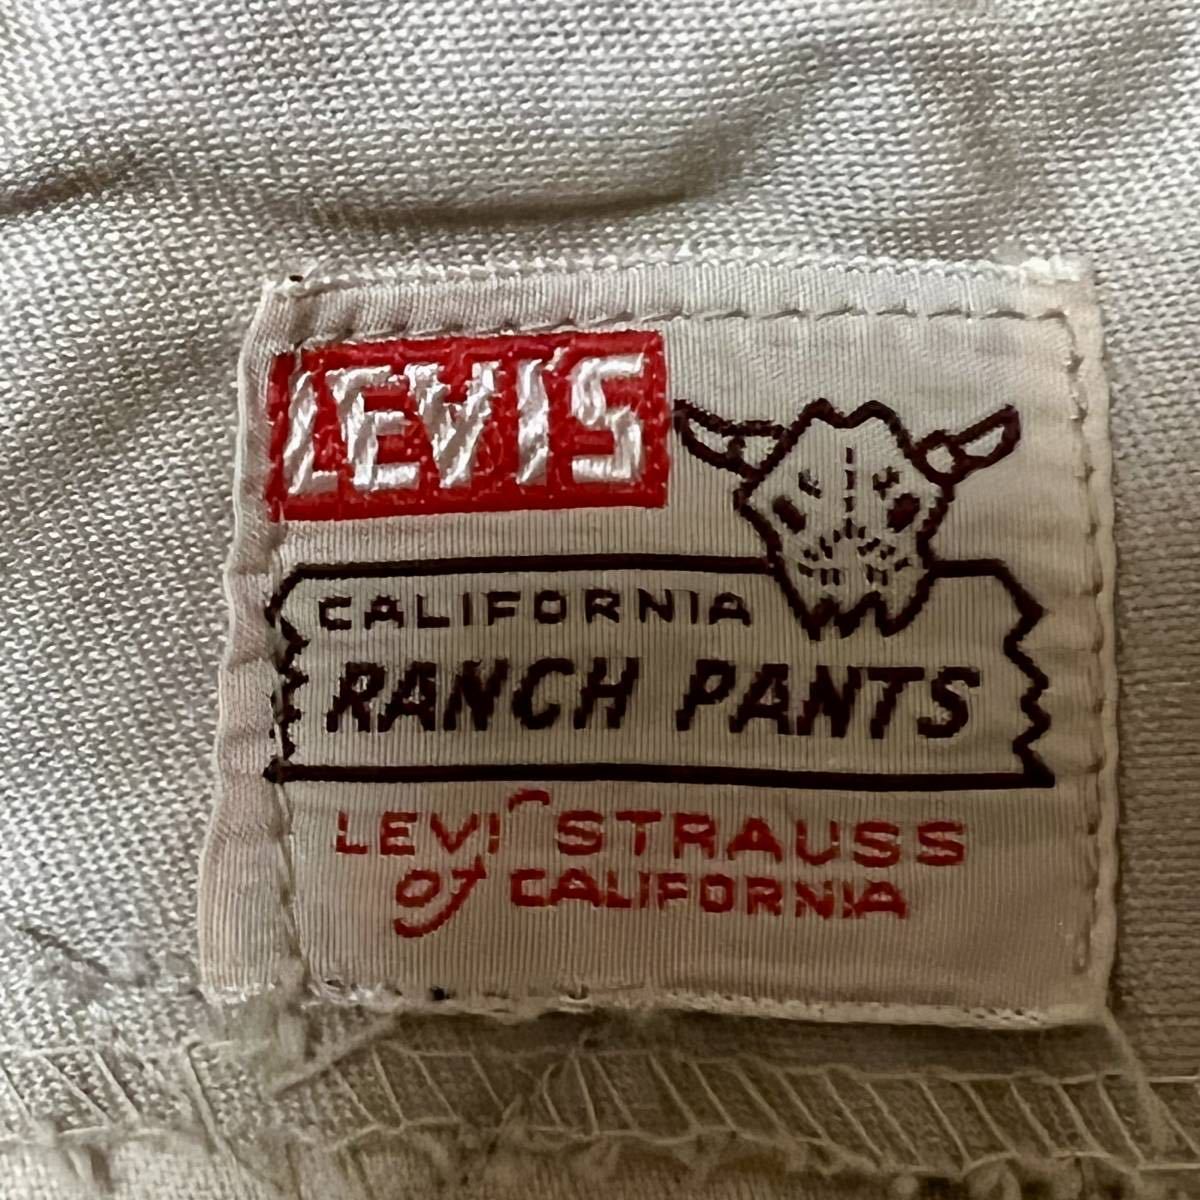 LEVI'S
CALIFORNIA
RANCH PANTS
LEVI STRAUSS
of CALIFORNIA